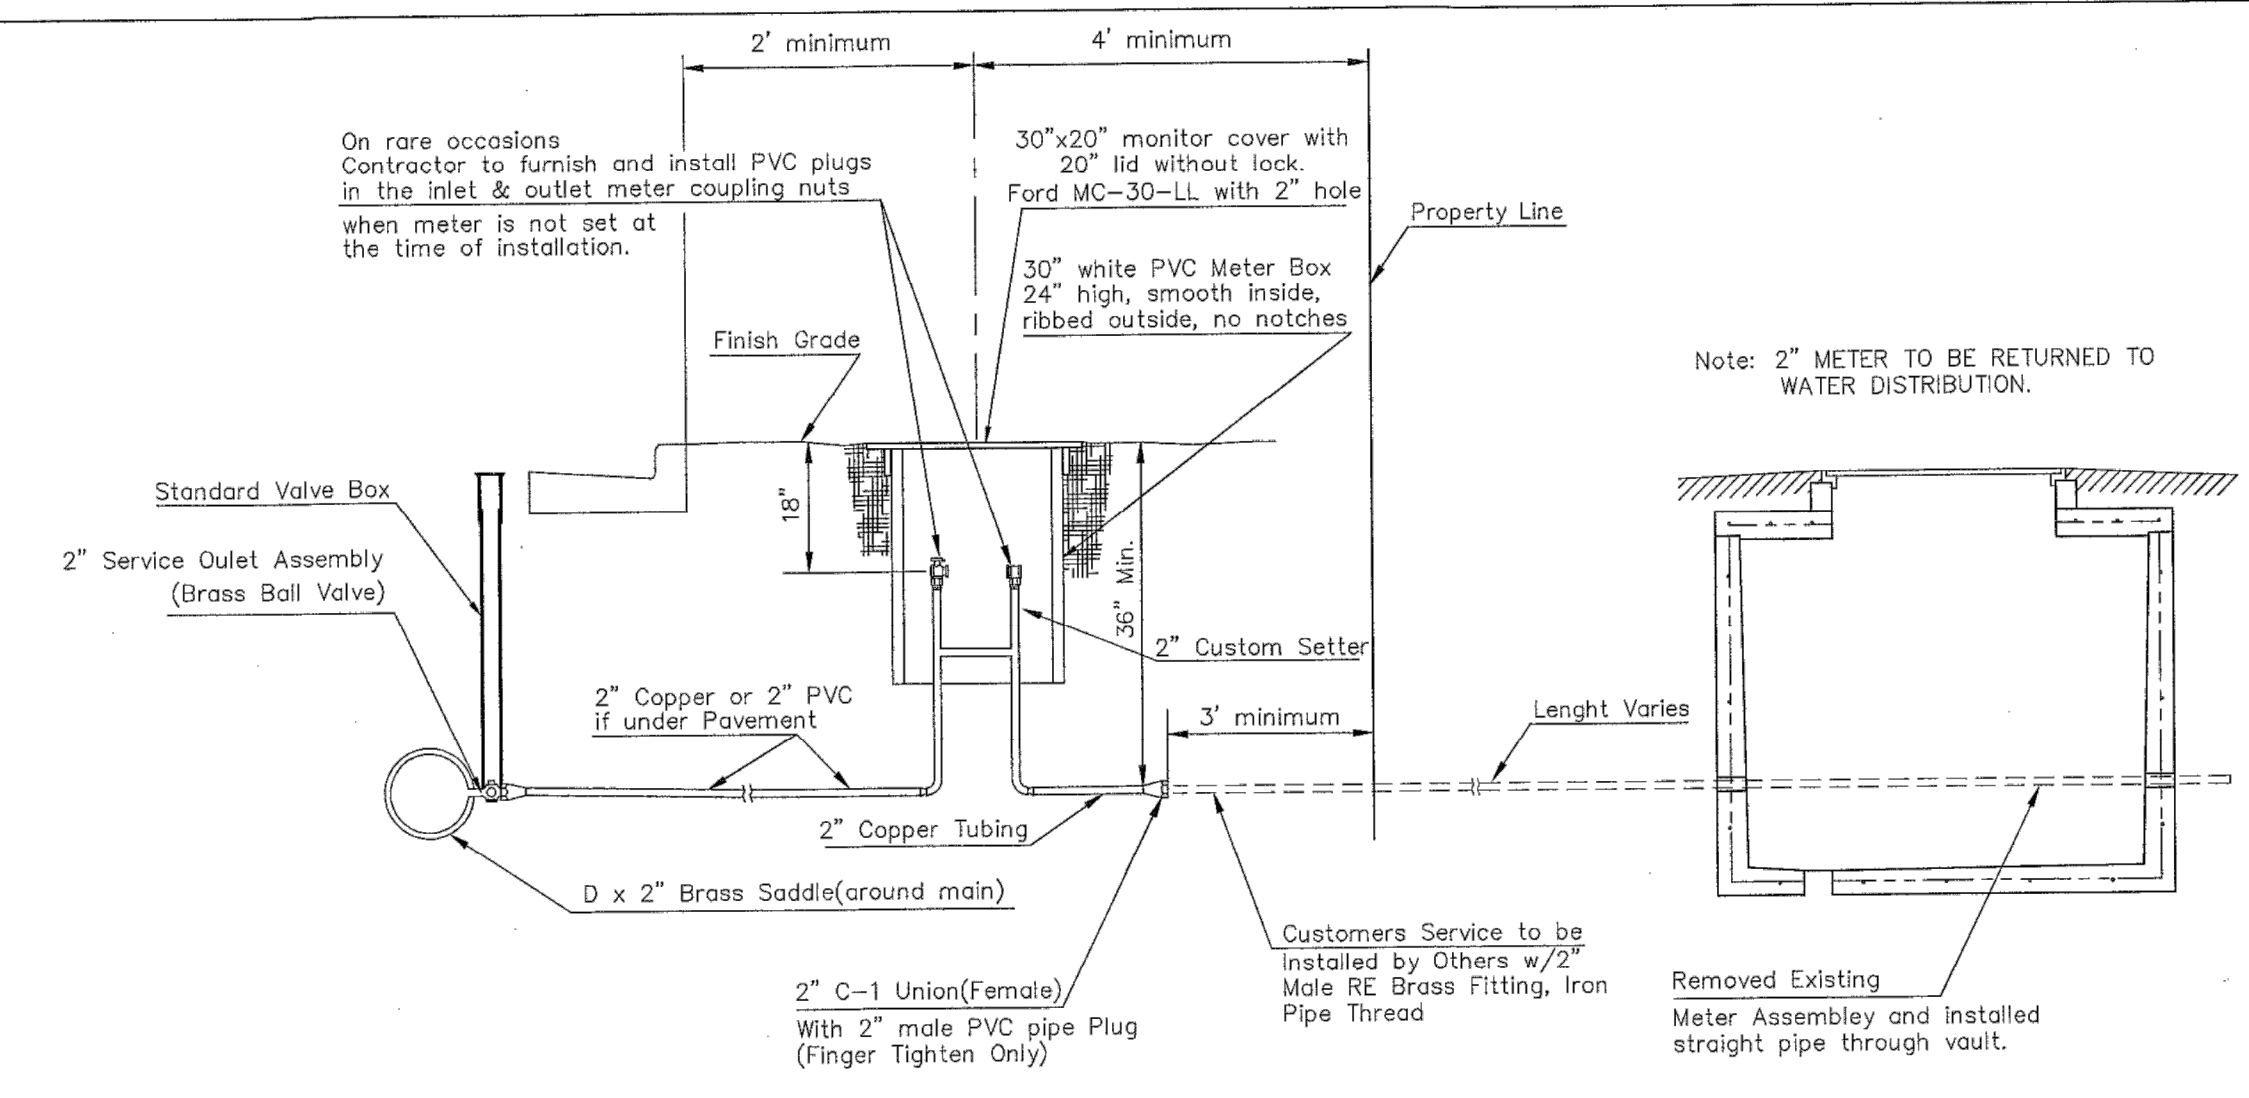 2' minimum
4' minimum
On rare occasions
Contractor to furnish and install PVC plugs
in the inlet & outlet meter coupling nuts
when meter is not set at
the time of installation.
30"x20" monitor cover with
20" lid without lock.
Ford MC-30-LL with 2" hole
Property Line
30" white PVC Meter Box
24" high, smooth inside,
ribbed outside, no notches
Finish Grade
Note: 2" METER TO BE RETURNED TO
WATER DISTRIBUTION.
Standard Valve Box
18"
2" Service Oulet Assembly
(Brass Ball Valve)
36" Min.
2" Custom Setter
2" Copper or 2" PVC
if under Pavement
3' minimum
Lenght Varies
2" Copper Tubing
D x 2" Brass Saddle(around main)
Customers Service to be
Installed by Others w/2"
Male RE Brass Fitting, Iron
Pipe Thread
2" C-1 Union(Female)
With 2" male PVC pipe Plug
(Finger Tighten Only)
Removed Existing
Meter Assembley and installed
straight pipe through vault.